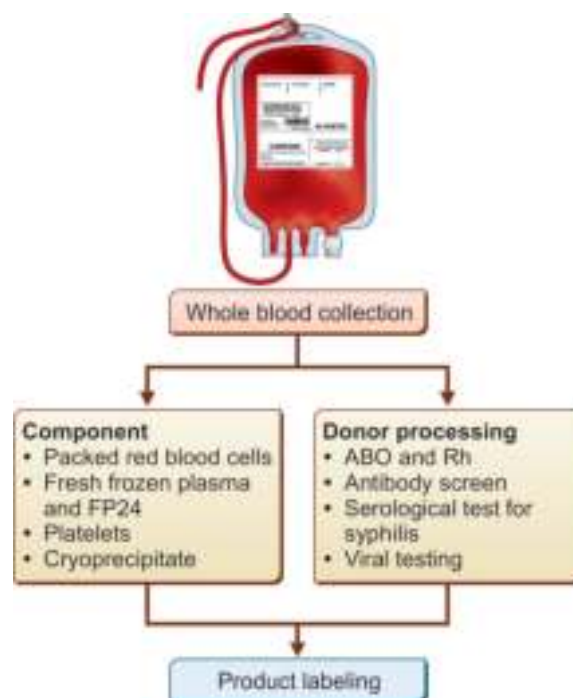 Whole blood collection
Component
• Packed red blood cells
• Fresh frozen plasma
and FP24
• Platelets
• Cryoprecipitate
Donor processing
• ABO and Rh
• Antibody screen
• Serological test for
syphilis
• Viral testing
Product labeling